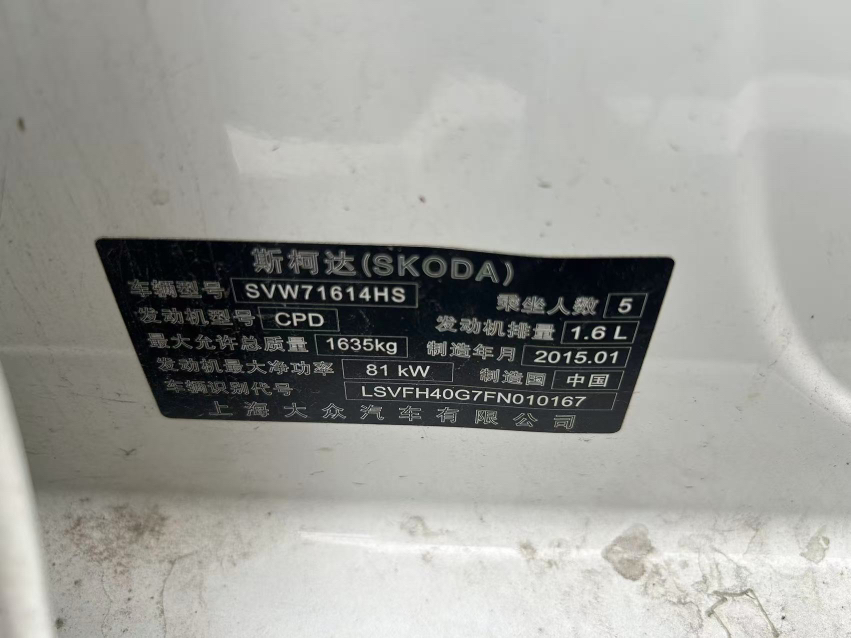 斯柯达(SKODA)
车辆型号 SVW71614HS 乘坐人数 5
发动机型号 CPD 发动机排量 1.6 L
最大允许总质量 1635kg 制造年月 2015.01
发动机最大净功率 81 kW 制造国 中国
车辆识别代号 LSVFH40G7FN010167
上海大众汽车有限公司